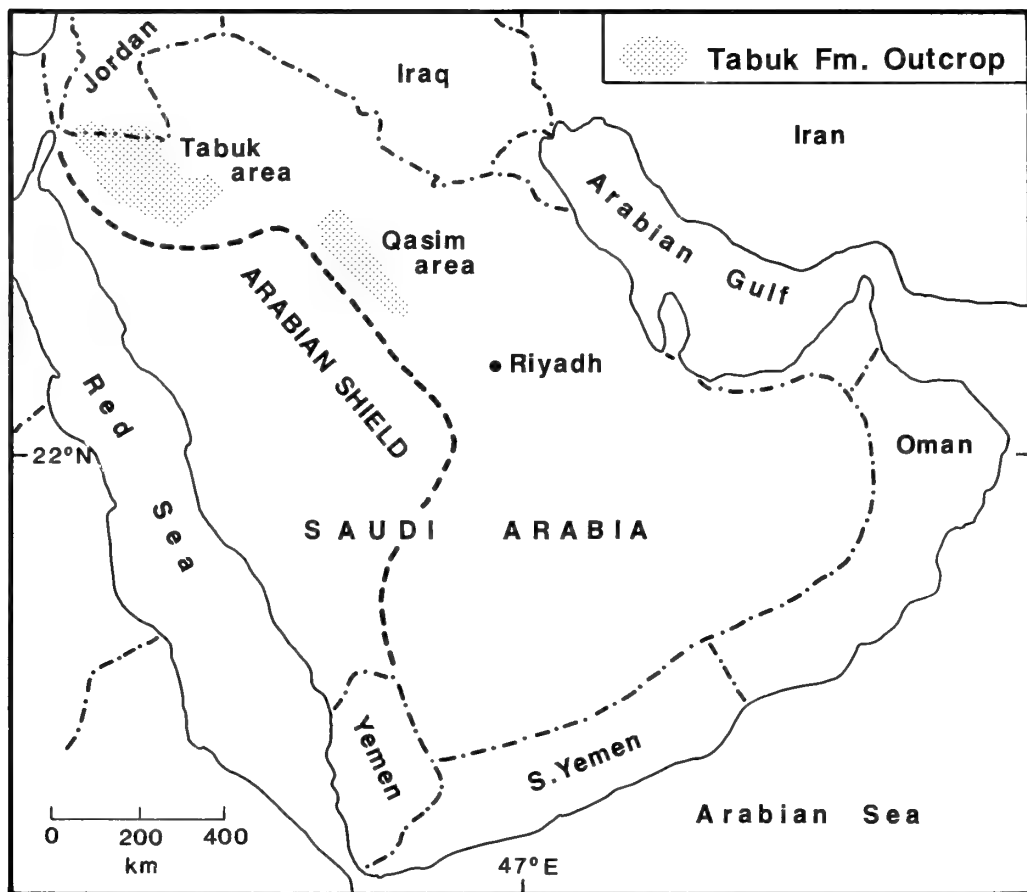 Tabuk Fm. Outcrop
Jordan
Iraq
Iran
Tabuk
area
Qasim
area
Arabian Gulf
ARABIAN SHIELD
Riyadh
Red Sea
22°N
Oman
SAUDI ARABIA
Yemen
S.Yemen
Arabian Sea
0 200 400
km
47°E